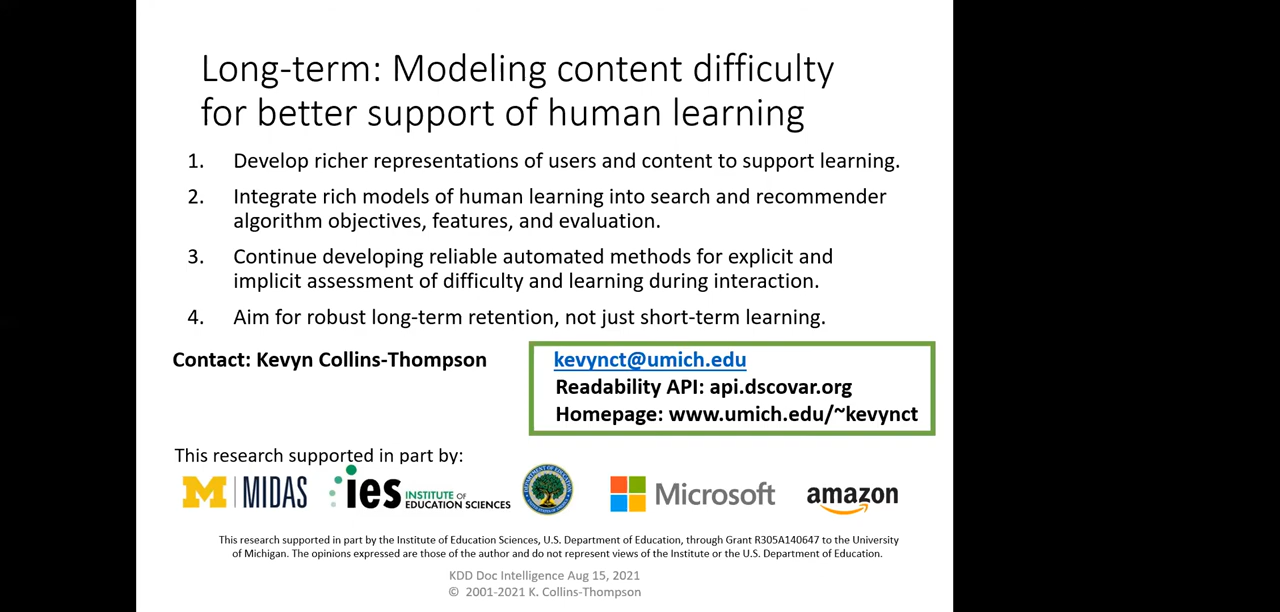 Long-term: Modeling content difficulty
for better support of human learning
1. Develop richer representations of users and content to support learning.
2. Integrate rich models of human learning into search and recommender
algorithm objectives, features, and evaluation.
3. Continue developing reliable automated methods for explicit and
implicit assessment of difficulty and learning during interaction.
4. Aim for robust long-term retention, not just short-term learning.
Contact: Kevyn Collins-Thompson
kevynct@umich.edu
Readability API: api.dscovar.org
Homepage: www.umich.edu/~kevynct
This research supported in part by:
M | MIDAS
ies INSTITUTE OF
EDUCATION SCIENCES
Microsoft
amazon
This research supported in part by the Institute of Education Sciences, U.S. Department of Education, through Grant R305A140647 to the University
of Michigan. The opinions expressed are those of the author and do not represent views of the Institute or the U.S. Department of Education.
KDD Doc Intelligence Aug 15, 2021
© 2001-2021 K. Collins-Thompson